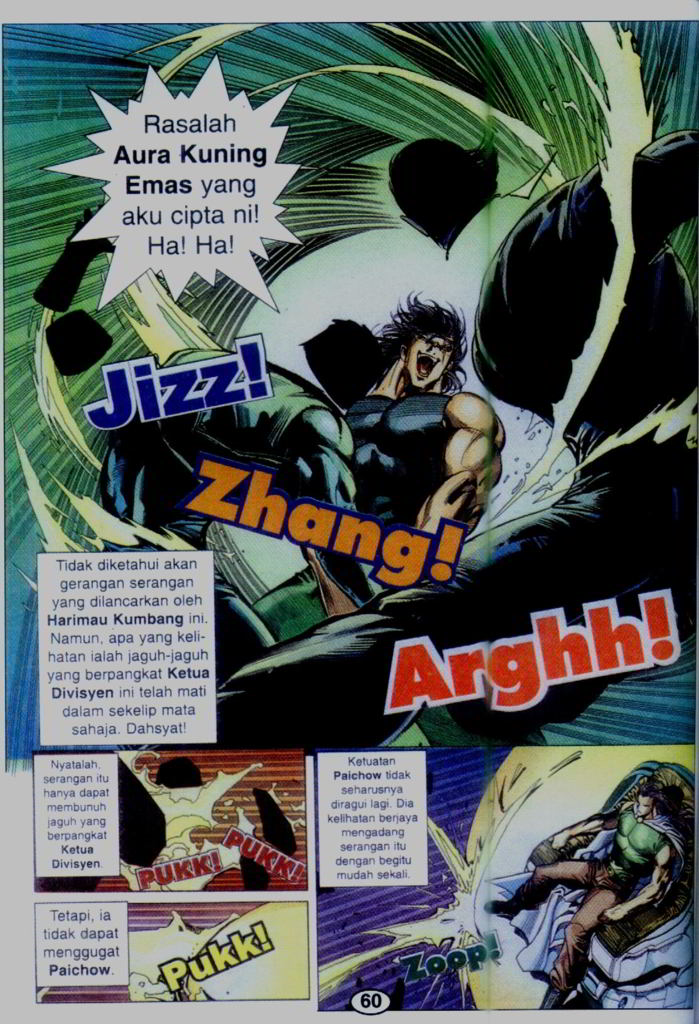 Rasalah
Aura Kuning
Emas yang
aku cipta ni!
Ha! Ha!
Jizz!
Zhang!
Arghh!
Tidak diketahui akan
gerangan serangan
yang dilancarkan oleh
Harimau Kumbang ini.
Namun, apa yang keli-
hatan ialah jaguh-jaguh
yang berpangkat Ketua
Divisyen ini telah mati
dalam sekelip mata
sahaja. Dahsyat!
Nyatalah,
serangan itu
hanya dapat
membunuh
jaguh yang
berpangkat
Ketua
Divisyen.
PUKK!
PUKK!
Tetapi, ia
tidak dapat
menggugat
Paichow.
Pukk!
Ketuatan
Paichow tidak
seharusnya
diragui lagi. Dia
kelihatan berjaya
mengadang
serangan itu
dengan begitu
mudah sekali.
Zoop!
60